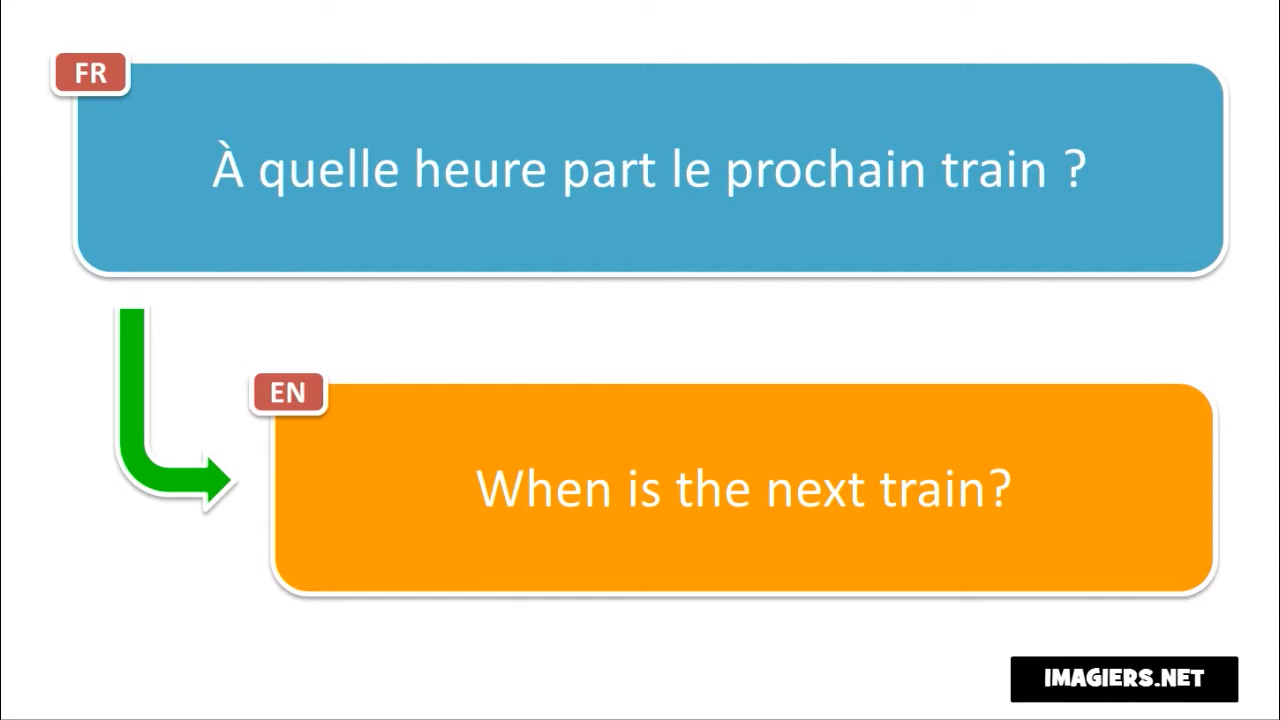 FR
À quelle heure part le prochain train ?
EN
When is the next train?
IMAGIERS.NET